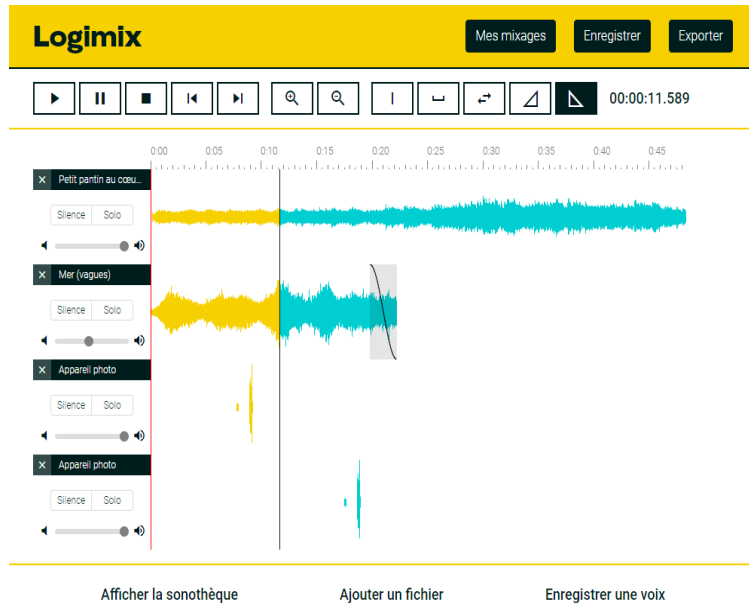 Logimix
Mes mixages Enregistrer Exporter
00:00:11.589
0:00 0:05 0:10 0:15 0:20 0:25 0:30 0:35 0:40 0:45
Petit pantin au cœu...
Silence Solo
Mer (vagues)
Silence Solo
Appareil photo
Silence Solo
Appareil photo
Silence Solo
Afficher la sonothèque Ajouter un fichier Enregistrer une voix